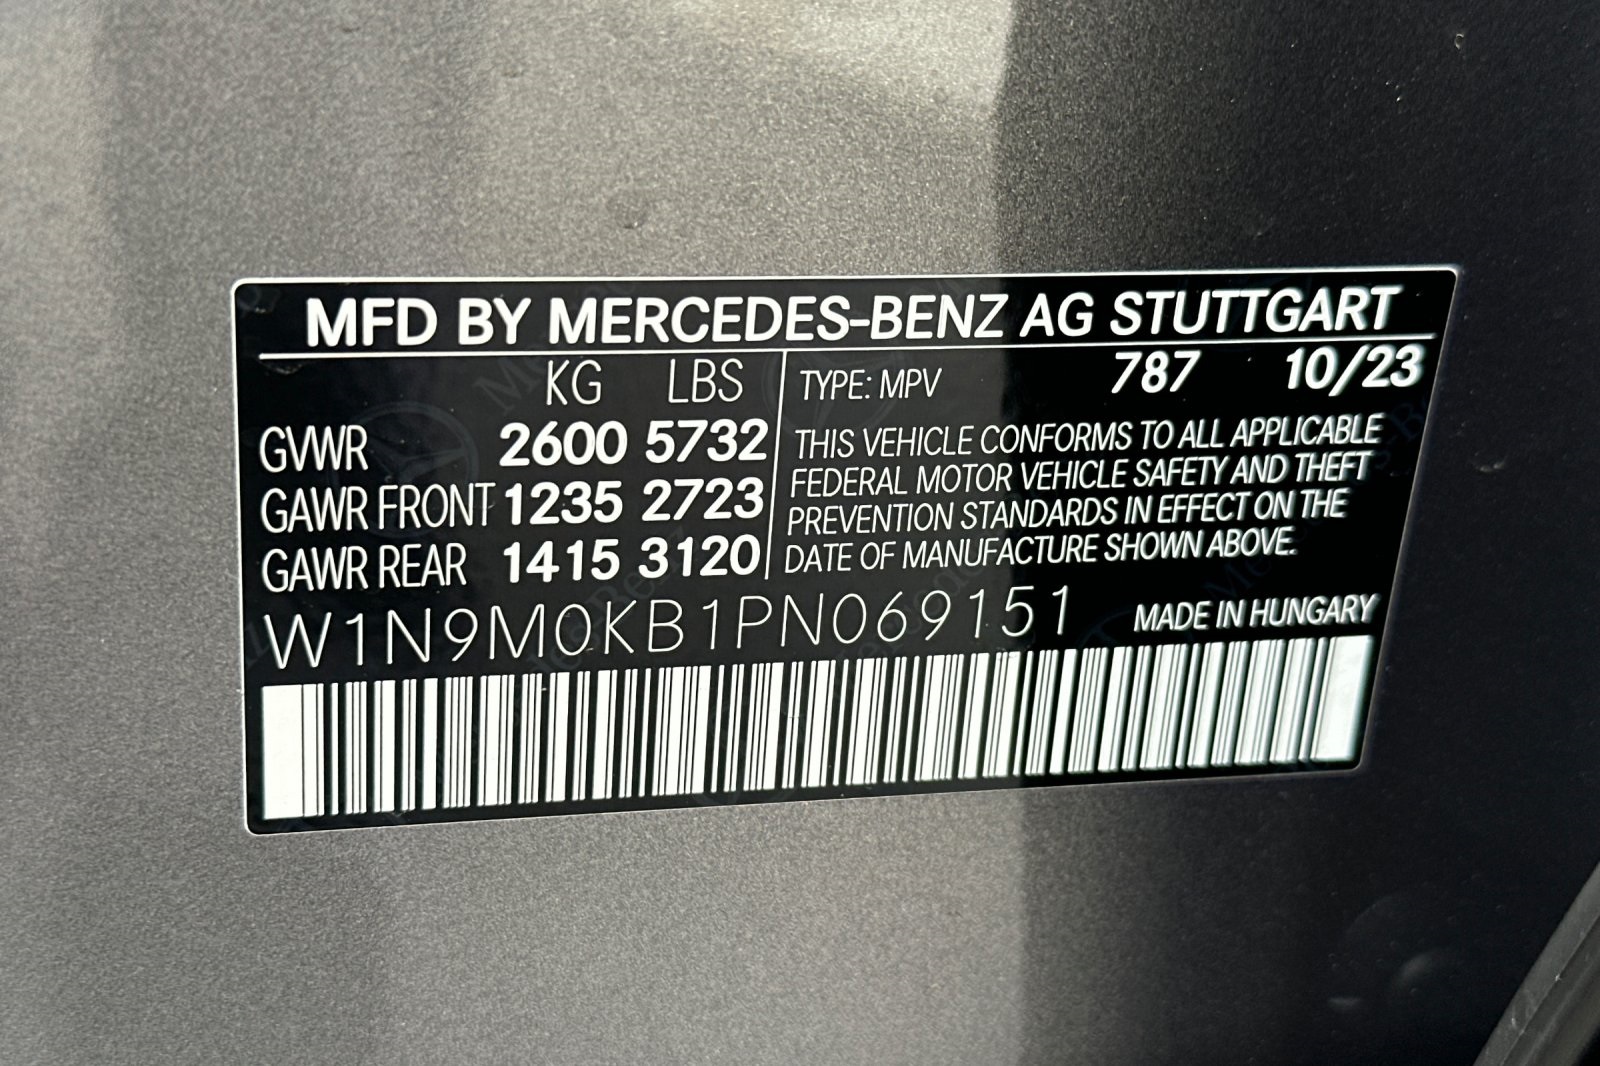 MFD BY MERCEDES-BENZ AG STUTTGART
KG LBS
GVWR 2600 5732
GAWR FRONT 1235 2723
GAWR REAR 1415 3120
TYPE: MPV 787 10/23
THIS VEHICLE CONFORMS TO ALL APPLICABLE
FEDERAL MOTOR VEHICLE SAFETY AND THEFT
PREVENTION STANDARDS IN EFFECT ON THE
DATE OF MANUFACTURE SHOWN ABOVE.
W1N9M0KB1PN069151 MADE IN HUNGARY